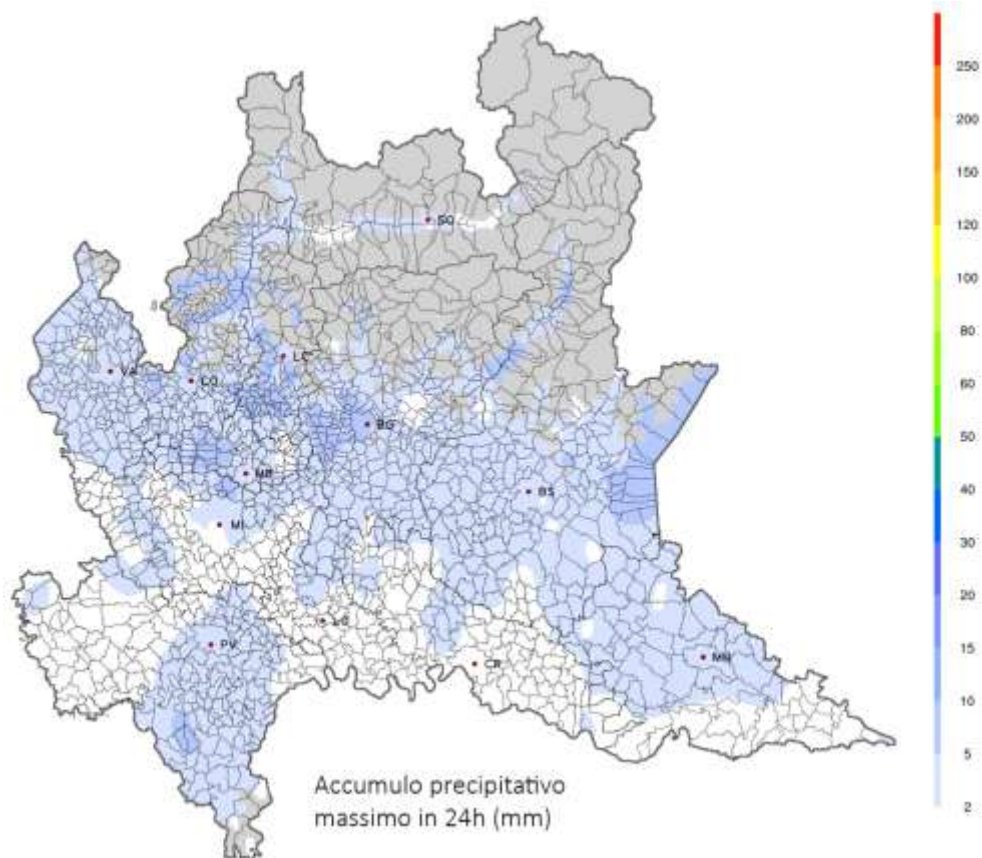 250
200
150
120
100
80
60
50
40
30
20
15
10
5
2
SO
LC
VA
CO
BG
MB
BS
MI
LO
PV
CR
MN
Accumulo precipitativo
massimo in 24h (mm)